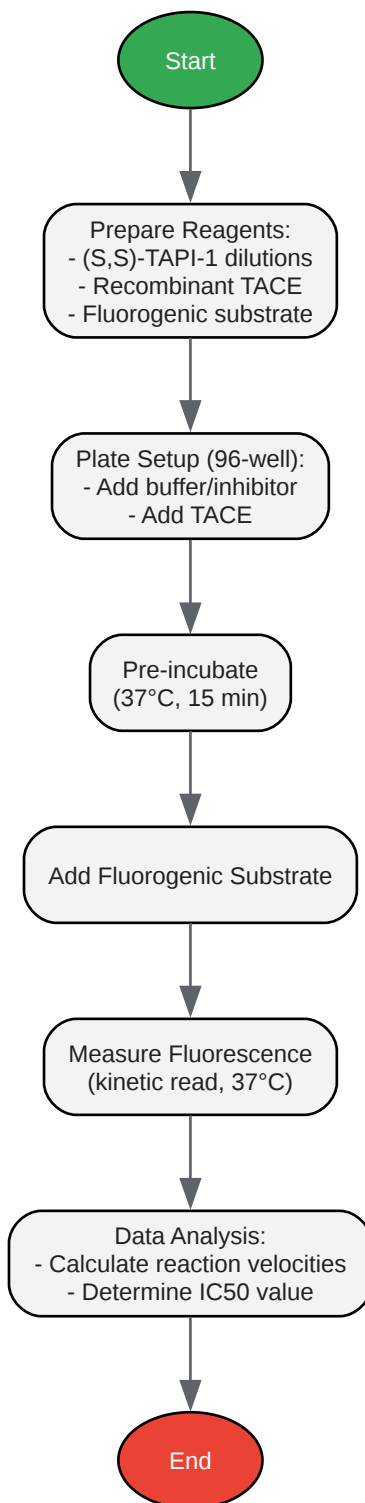 Start
Prepare Reagents:
- (S,S)-TAPI-1 dilutions
- Recombinant TACE
- Fluorogenic substrate
Plate Setup (96-well):
- Add buffer/inhibitor
- Add TACE
Pre-incubate
(37°C, 15 min)
Add Fluorogenic Substrate
Measure Fluorescence
(kinetic read, 37°C)
Data Analysis:
- Calculate reaction velocities
- Determine IC50 value
End